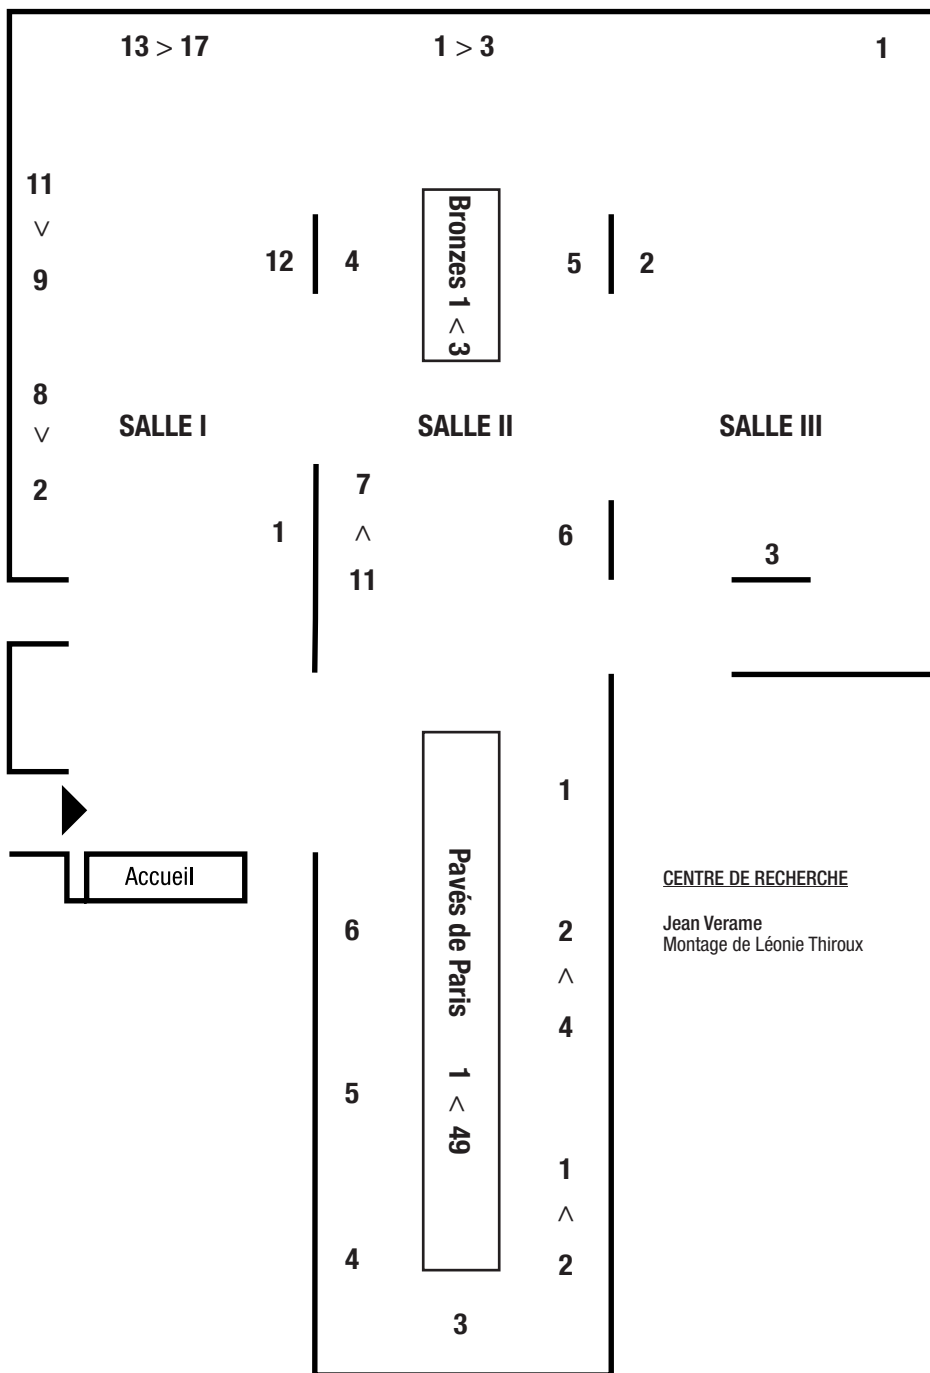 13 > 17
1 > 3
1
11
>
9
12
4
Bronzes 1 < 3
5
2
8
>
2
SALLE I
SALLE II
SALLE III
1
7
<
11
6
3
1
Accueil
Pavés de Paris 1 < 49
CENTRE DE RECHERCHE
Jean Verame
Montage de Léonie Thiroux
6
2
<
4
5
1
<
2
4
3